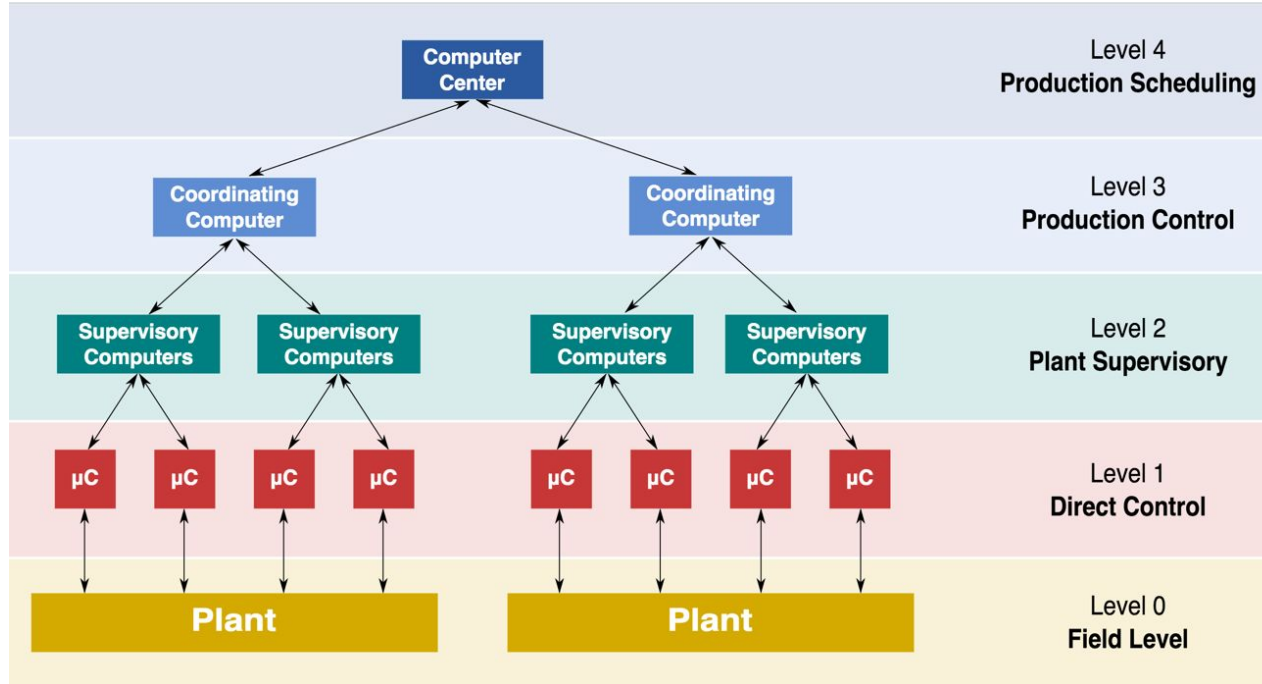 Computer
Center
Level 4
Production Scheduling
Coordinating
Computer
Coordinating
Computer
Level 3
Production Control
Supervisory
Computers
Supervisory
Computers
Supervisory
Computers
Supervisory
Computers
Level 2
Plant Supervisory
µC
µC
µC
µC
µC
µC
µC
µC
Level 1
Direct Control
Plant
Plant
Level 0
Field Level